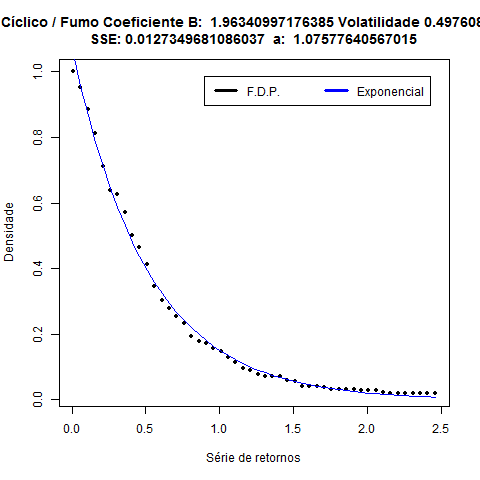 Cíclico / Fumo Coeficiente B: 1.96340997176385 Volatilidade 0.497608
SSE: 0.0127349681086037 a: 1.07577640567015
F.D.P.
Exponencial
Densidade
1.0
0.8
0.6
0.4
0.2
0.0
0.0
0.5
1.0
1.5
2.0
2.5
Série de retornos